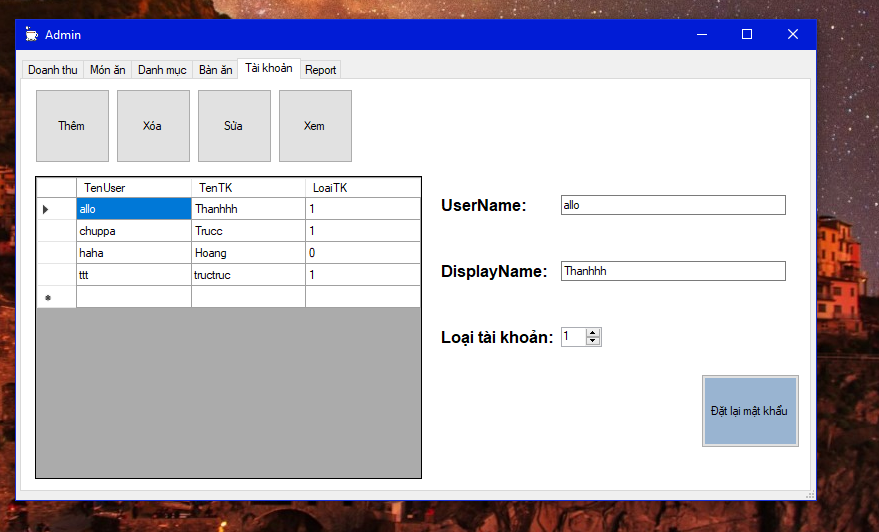 Admin
Doanh thu Món ăn Danh mục Bàn ăn Tài khoản Report
Thêm Xóa Sửa Xem
TenUser TenTK LoaiTK
allo Thanhhh 1
chuppa Trucc 1
haha Hoang 0
ttt tructruc 1
UserName: allo
DisplayName: Thanhhh
Loại tài khoản: 1
Đặt lại mật khẩu